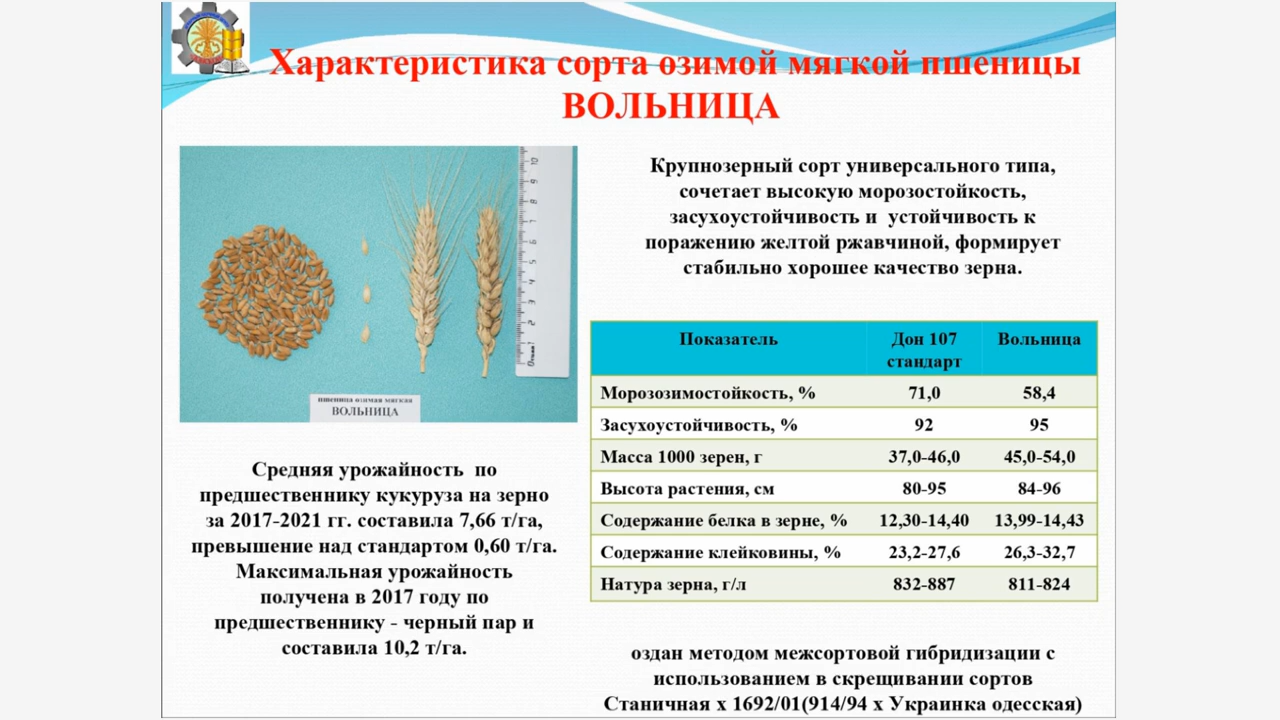 Характеристика сорта озимой мягкой пшеницы
ВОЛЬНИЦА
Крупнозерный сорт универсального типа,
сочетает высокую морозостойкость,
засухоустойчивость и устойчивость к
поражению желтой ржавчиной, формирует
стабильно хорошее качество зерна.
пшеница озимая мягкая
ВОЛЬНИЦА
Показатель Дон 107 стандарт Вольница
Морозозимостойкость, % 71,0 58,4
Засухоустойчивость, % 92 95
Масса 1000 зерен, г 37,0-46,0 45,0-54,0
Высота растения, см 80-95 84-96
Содержание белка в зерне, % 12,30-14,40 13,99-14,43
Содержание клейковины, % 23,2-27,6 26,3-32,7
Натура зерна, г/л 832-887 811-824
Средняя урожайность по
предшественнику кукуруза на зерно
за 2017-2021 гг. составила 7,66 т/га,
превышение над стандартом 0,60 т/га.
Максимальная урожайность
получена в 2017 году по
предшественнику - черный пар и
составила 10,2 т/га.
оздан методом межсортовой гибридизации с
использованием в скрещивании сортов
Станичная х 1692/01(914/94 х Украинка одесская)